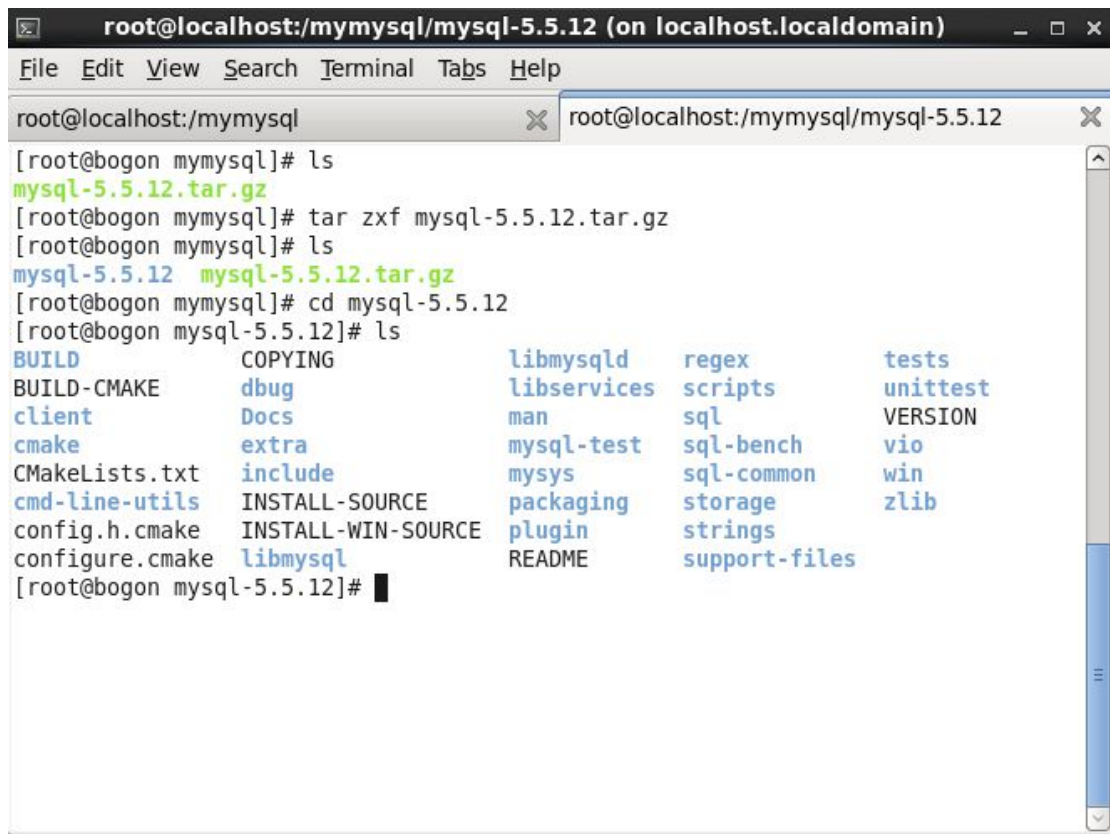 root@localhost:/mymysql/mysql-5.5.12 (on localhost.localdomain)
File Edit View Search Terminal Tabs Help
root@localhost:/mymysql root@localhost:/mymysql/mysql-5.5.12
[root@bogon mymysql]# ls
mysql-5.5.12.tar.gz
[root@bogon mymysql]# tar zxf mysql-5.5.12.tar.gz
[root@bogon mymysql]# ls
mysql-5.5.12 mysql-5.5.12.tar.gz
[root@bogon mymysql]# cd mysql-5.5.12
[root@bogon mysql-5.5.12]# ls
BUILD COPYING libmysqld regex tests
BUILD-CMAKE dbug libservices scripts unittest
client Docs man sql VERSION
cmake extra mysql-test sql-bench vio
CMakeLists.txt include mysys sql-common win
cmd-line-utils INSTALL-SOURCE packaging storage zlib
config.h.cmake INSTALL-WIN-SOURCE plugin strings
configure.cmake libmysql README support-files
[root@bogon mysql-5.5.12]#